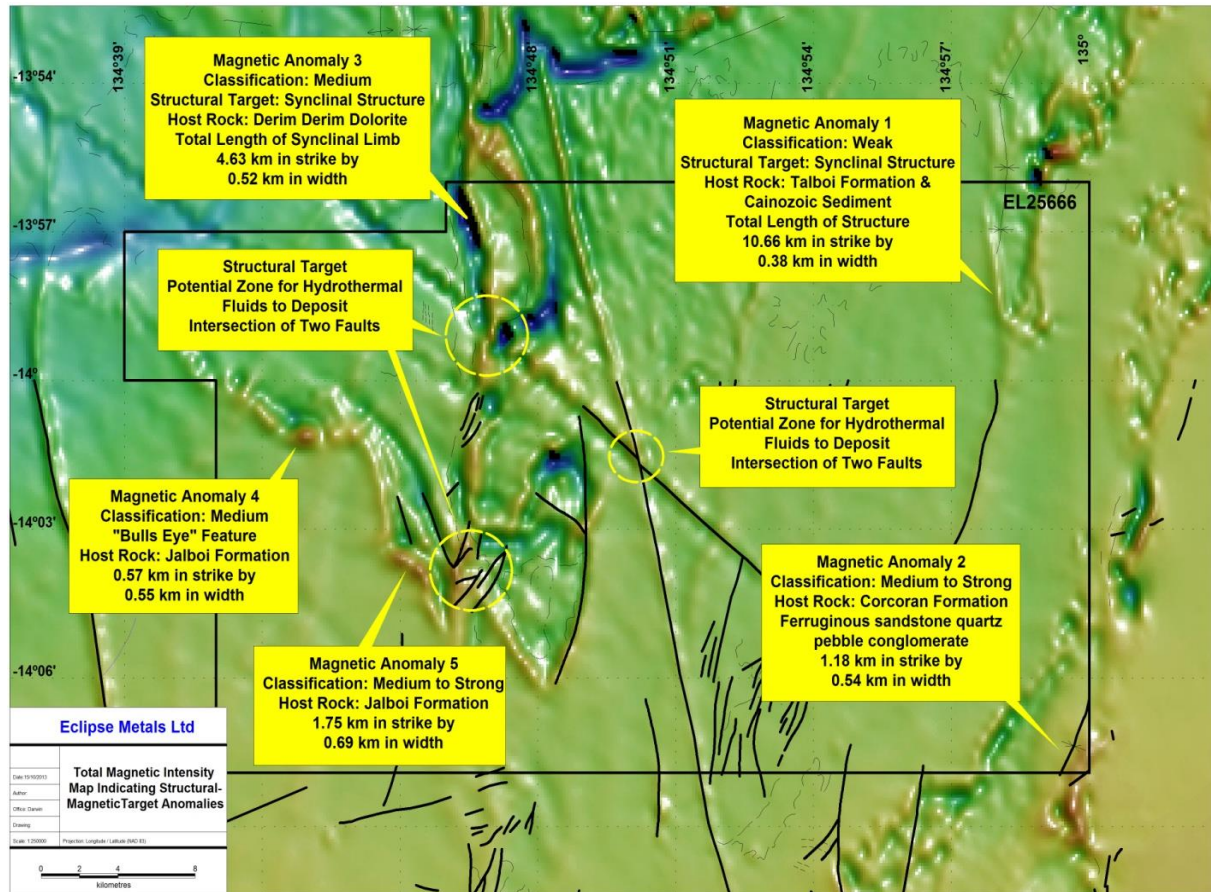 134°39'
134°48'
134°51'
134°54'
134°57'
135°
-13°54'
-13°57'
-14°
-14°03'
-14°06'
Magnetic Anomaly 3
Classification: Medium
Structural Target: Synclinal Structure
Host Rock: Derim Derim Dolorite
Total Length of Synclinal Limb
4.63 km in strike by
0.52 km in width
Magnetic Anomaly 1
Classification: Weak
Structural Target: Synclinal Structure
Host Rock: Talboi Formation &
Cainozoic Sediment
Total Length of Structure
10.66 km in strike by
0.38 km in width
EL25666
Structural Target
Potential Zone for Hydrothermal
Fluids to Deposit
Intersection of Two Faults
Structural Target
Potential Zone for Hydrothermal
Fluids to Deposit
Intersection of Two Faults
Magnetic Anomaly 4
Classification: Medium
"Bulls Eye" Feature
Host Rock: Jalboi Formation
0.57 km in strike by
0.55 km in width
Magnetic Anomaly 2
Classification: Medium to Strong
Host Rock: Corcoran Formation
Ferruginous sandstone quartz
pebble conglomerate
1.18 km in strike by
0.54 km in width
Magnetic Anomaly 5
Classification: Medium to Strong
Host Rock: Jalboi Formation
1.75 km in strike by
0.69 km in width
Eclipse Metals Ltd
Total Magnetic Intensity
Map Indicating Structural-
MagneticTarget Anomalies
Author:
Office: Darwin
Drawing:
Scale: 1:250000
Projection: Longitude / Latitude
0 2 4 8
kilometres